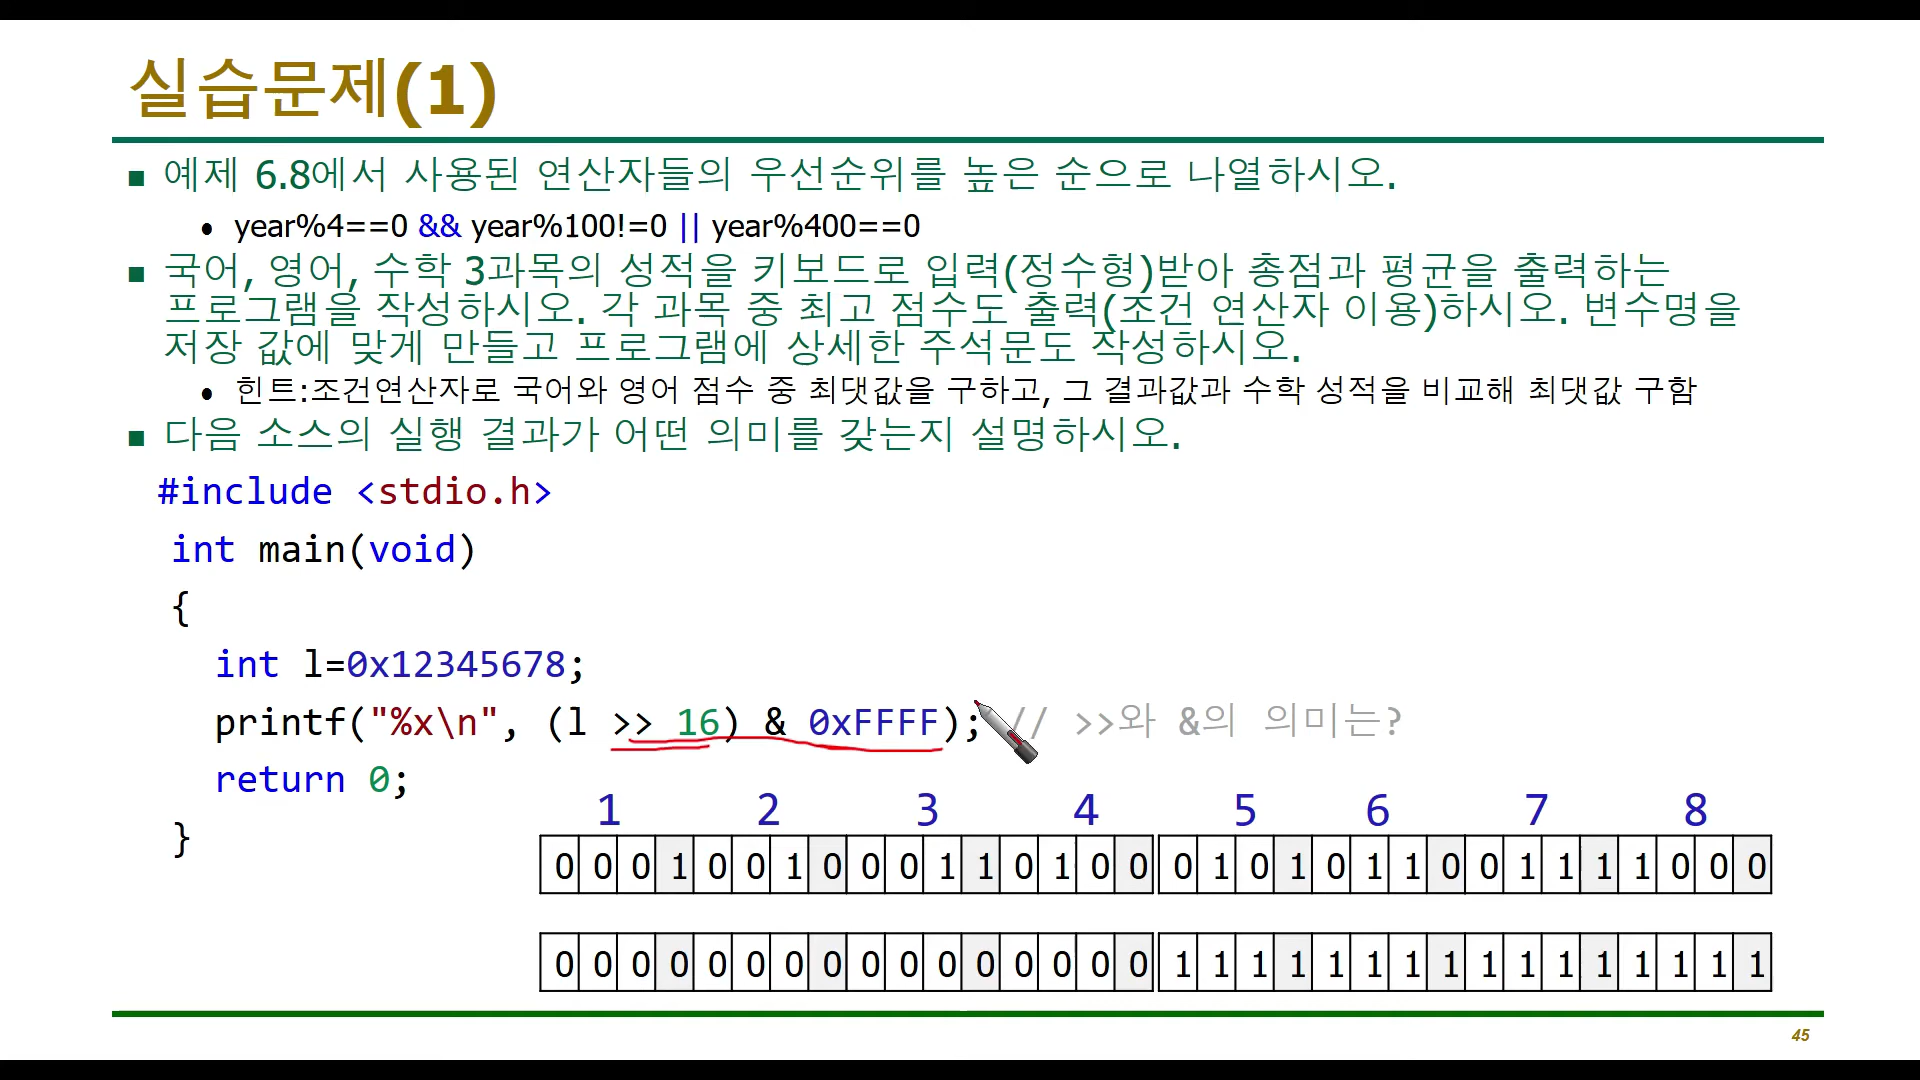 실습문제(1)
■ 예제 6.8에서 사용된 연산자들의 우선순위를 높은 순으로 나열하시오.
• year%4==0 && year%100!=0 || year%400==0
■ 국어, 영어, 수학 3과목의 성적을 키보드로 입력(정수형)받아 총점과 평균을 출력하는
프로그램을 작성하시오. 각 과목 중 최고 점수도 출력(조건 연산자 이용)하시오. 변수명을
저장 값에 맞게 만들고 프로그램에 상세한 주석문도 작성하시오.
• 힌트:조건연산자로 국어와 영어 점수 중 최댓값을 구하고, 그 결과값과 수학 성적을 비교해 최댓값 구함
■ 다음 소스의 실행 결과가 어떤 의미를 갖는지 설명하시오.
#include <stdio.h>
int main(void)
{
int l=0x12345678;
printf("%x\n", (l >> 16) & 0xFFFF); // >>와 &의 의미는?
return 0;
}
1 2 3 4 5 6 7 8
0 0 0 1 0 0 1 0 0 0 1 1 0 1 0 0 0 1 0 1 0 1 1 0 0 1 1 1 1 0 0 0
0 0 0 0 0 0 0 0 0 0 0 0 0 0 0 0 1 1 1 1 1 1 1 1 1 1 1 1 1 1 1 1
45